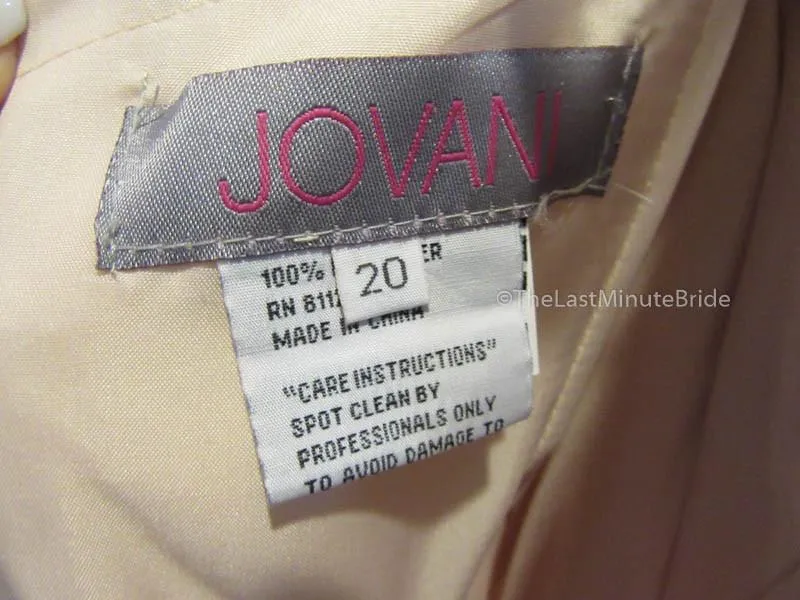 JOVANI
100% ER
20
RN 811
MADE IN CHINA
©TheLastMinuteBride
"CARE INSTRUCTIONS"
SPOT CLEAN BY
PROFESSIONALS ONLY
TO AVOID DAMAGE TO